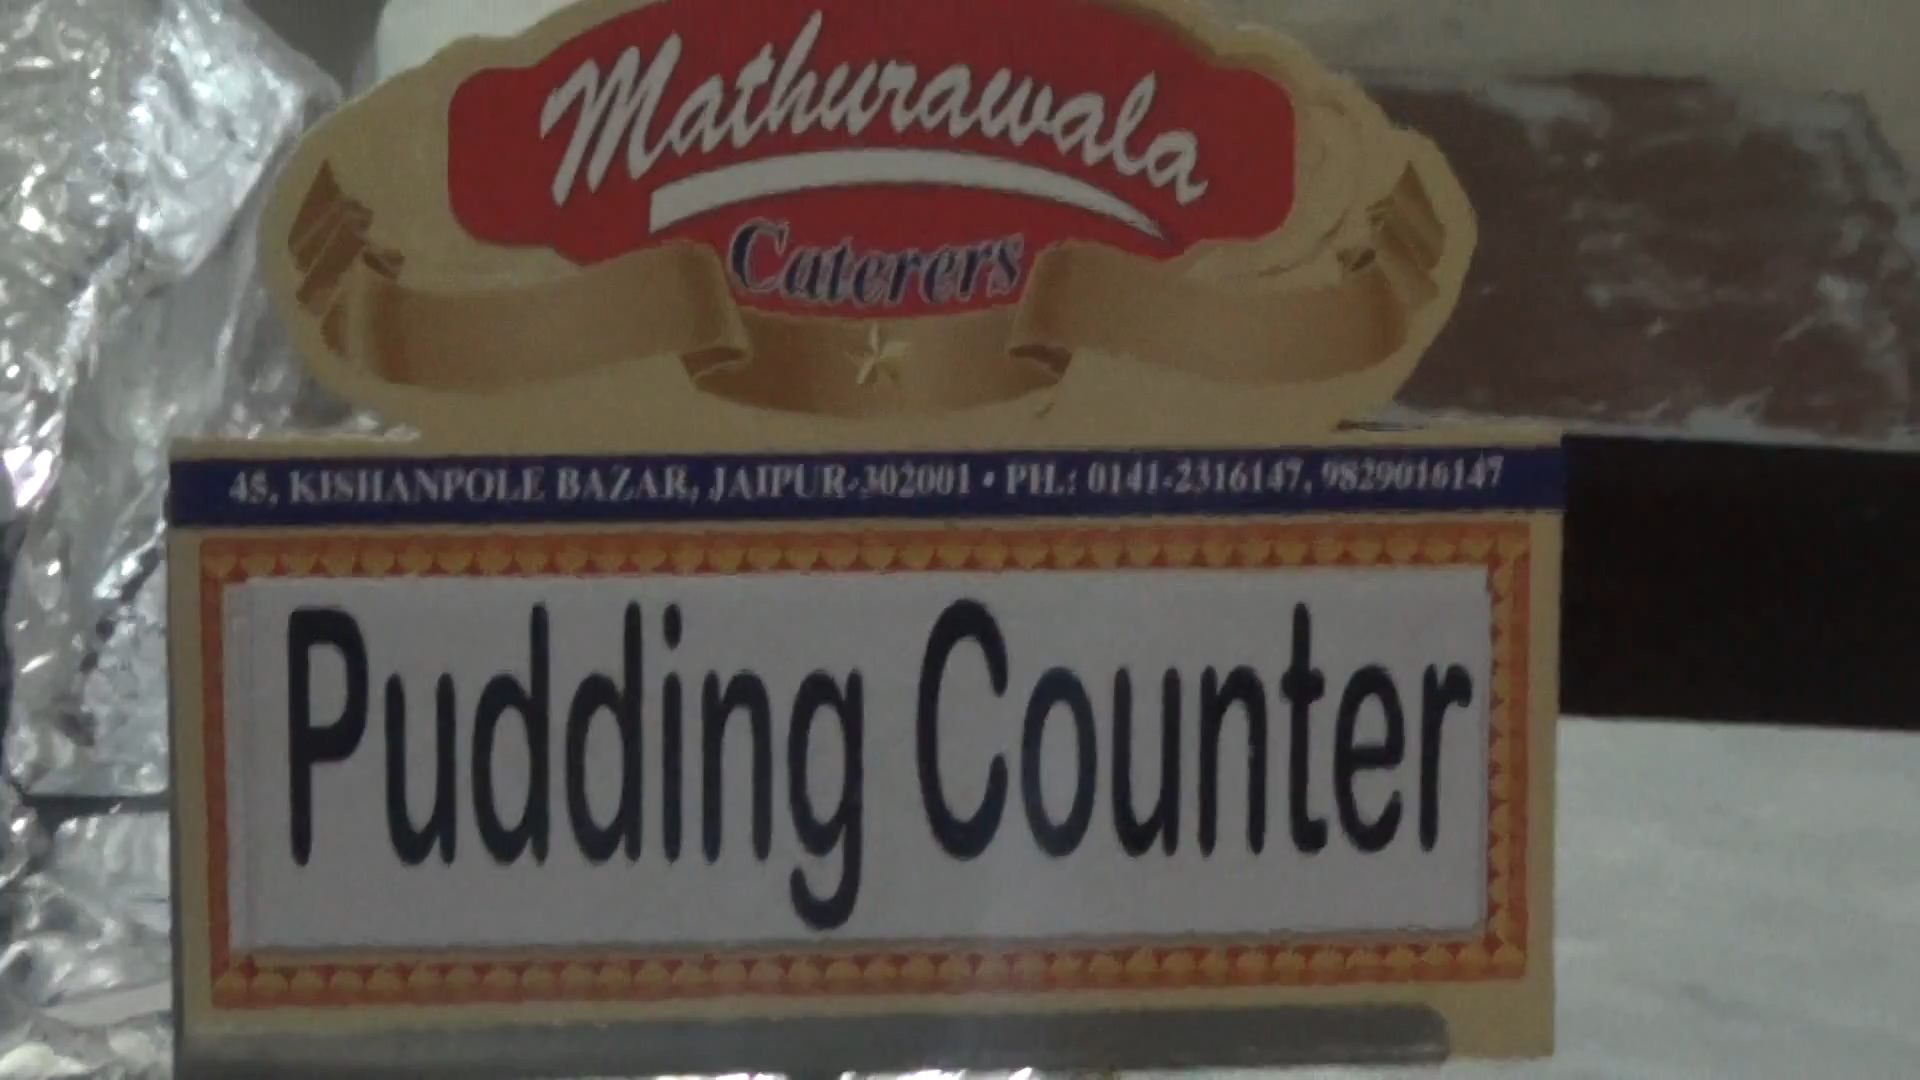 Mathurawala
Caterers
45, KISHANPOLE BAZAR, JAIPUR-302001 • PH.: 0141-2316147, 9829016147
Pudding Counter